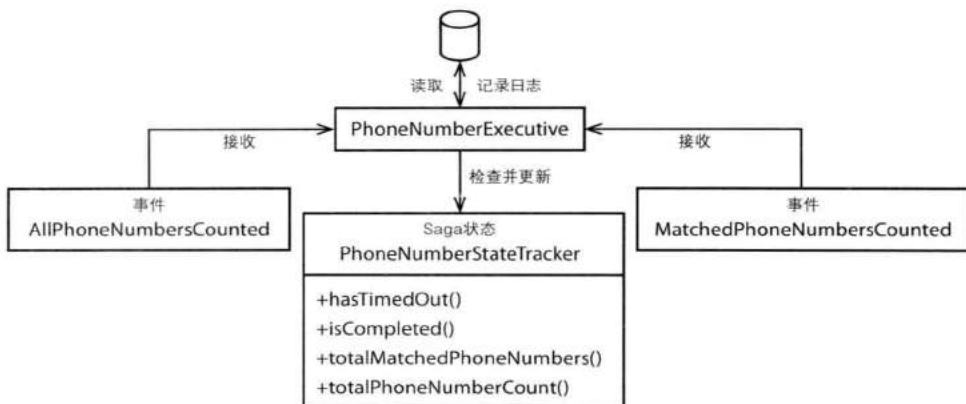 读取 记录日志
PhoneNumberExecutive
接收 接收
检查并更新
事件 事件
AllPhoneNumbersCounted MatchedPhoneNumbersCounted
Saga状态
PhoneNumberStateTracker
+hasTimedOut()
+isCompleted()
+totalMatchedPhoneNumbers()
+totalPhoneNumberCount()